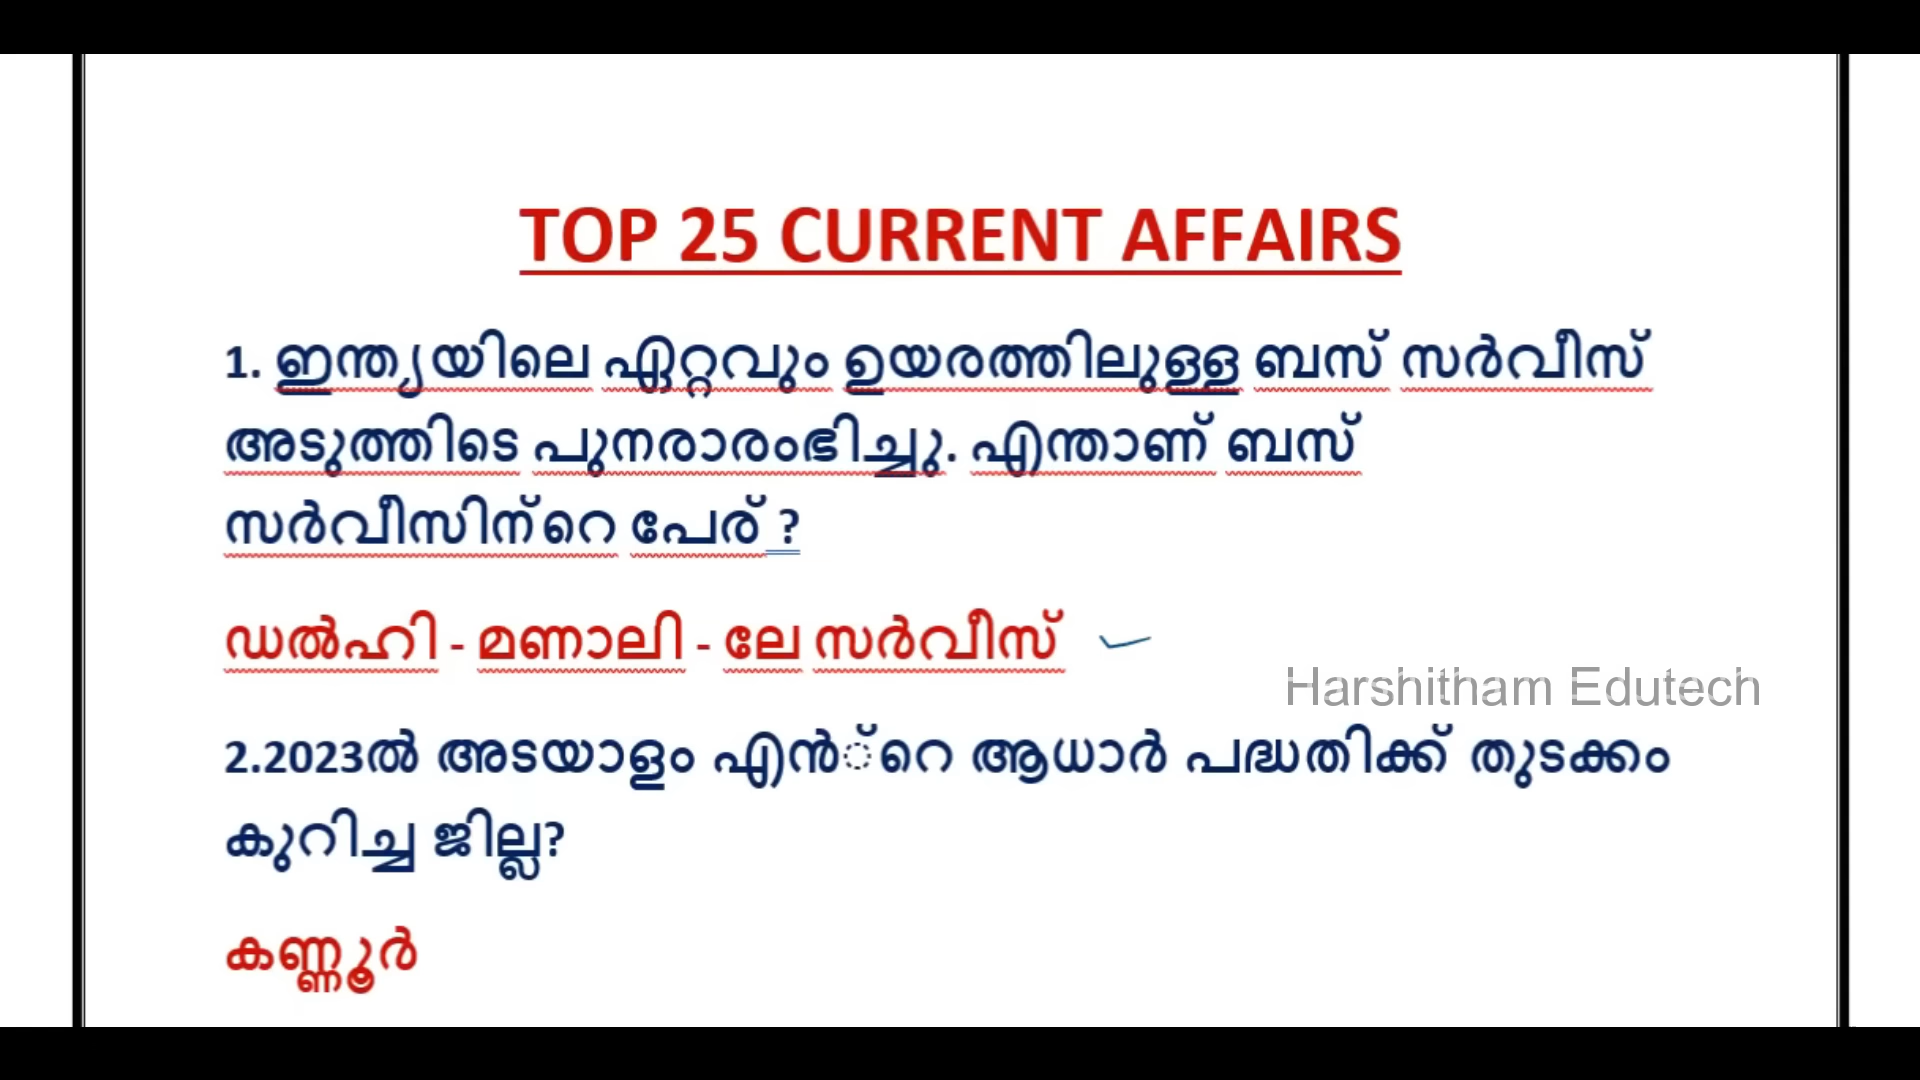 TOP 25 CURRENT AFFAIRS
1. ഇന്ത്യയിലെ ഏറ്റവും ഉയരത്തിലുള്ള ബസ് സർവീസ്
അടുത്തിടെ പുനരാരംഭിച്ചു. എന്താണ് ബസ്
സർവീസിന്റെ പേര് ?
ഡൽഹി - മണാലി - ലേ സർവീസ്
Harshitham Edutech
2.2023ൽ അടയാളം എൻ്റെ ആധാർ പദ്ധതിക്ക് തുടക്കം
കുറിച്ച ജില്ല?
കണ്ണൂർ